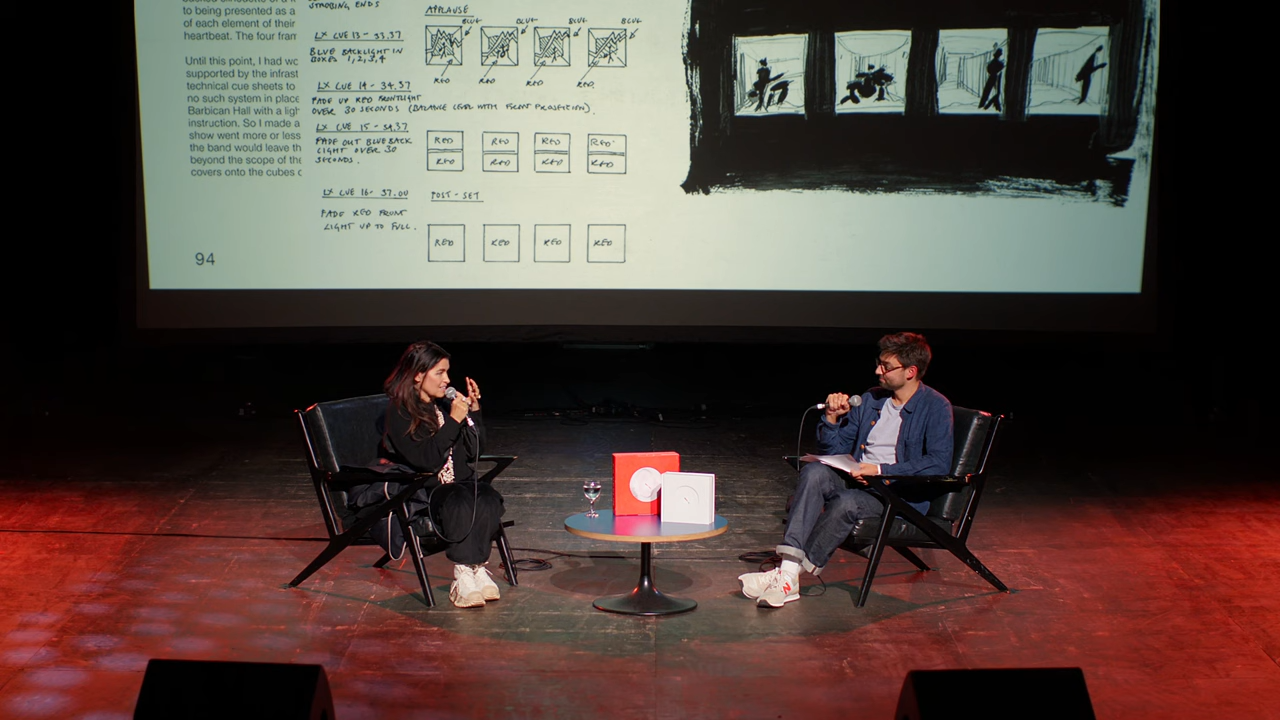 to being presented as a
of each element of their
heartbeat. The four fram
Until this point, I had wo
supported by the infrast
technical cue sheets to
no such system in place
Barbican Hall with a ligh
instruction. So I made a
show went more or less
the band would leave th
beyond the scope of the
covers onto the cubes c
94
STROBING, ENDS
LX CUE 13 - 33.37
BLUE BACKLIGHT IN
BOXES 1, 2, 3, 4
LX CUE 14 - 34.37
FADE UP RED FRONTLIGHT
OVER 30 SECONDS (BALANCE LEVEL WITH FRONT PROJECTION).
LX CUE 15 - 34.37
FADE OUT BLUE BACK
LIGHT OVER 30
SECONDS.
LX CUE 16 - 37.00
FADE RED FRONT
LIGHT UP TO FULL.
APPLAUSE
BLUE BLUE BLUE BLUE
RED RED RED RED
RED RED RED RED
RED RED RED RED
POST-SET
RED RED RED RED
N